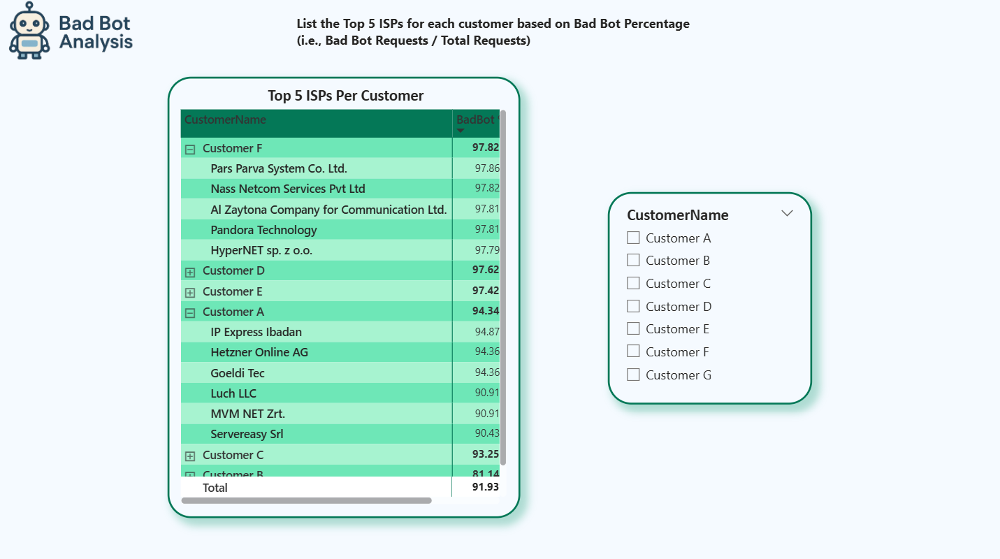 Bad Bot
Analysis
List the Top 5 ISPs for each customer based on Bad Bot Percentage
(i.e., Bad Bot Requests / Total Requests)
Top 5 ISPs Per Customer
CustomerName BadBot
Customer F 97.82
Pars Parva System Co. Ltd. 97.86
Nass Netcom Services Pvt Ltd 97.82
Al Zaytona Company for Communication Ltd. 97.81
Pandora Technology 97.81
HyperNET sp. z o.o. 97.79
Customer D 97.62
Customer E 97.42
Customer A 94.34
IP Express Ibadan 94.87
Hetzner Online AG 94.36
Goeldi Tec 94.36
Luch LLC 90.91
MVM NET Zrt. 90.91
Servereasy Srl 90.43
Customer C 93.25
Customer B 81.14
Total 91.93
CustomerName
Customer A
Customer B
Customer C
Customer D
Customer E
Customer F
Customer G